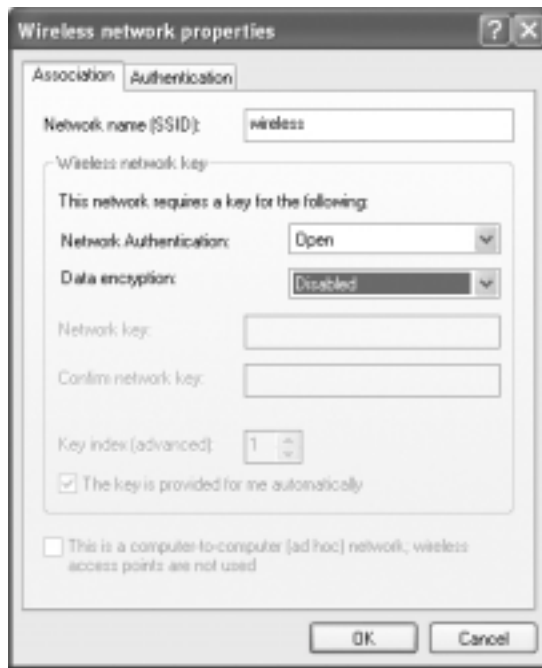 Wireless network properties
Association Authentication
Network name (SSID): wireless
Wireless network key
This network requires a key for the following:
Network Authentication: Open
Data encryption: Disabled
Network key:
Confirm network key:
Key index (advanced): 1
The key is provided for me automatically
This is a computer-to-computer (ad hoc) network; wireless
access points are not used
OK Cancel